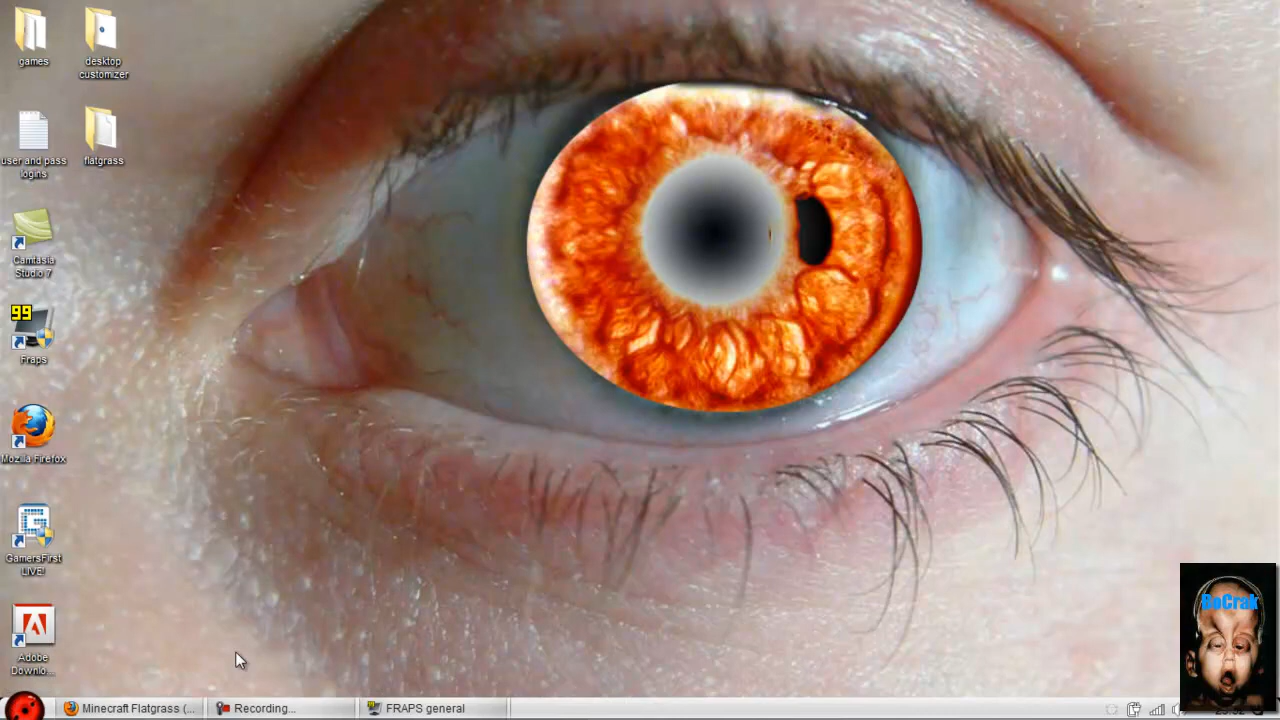 games
desktop
customizer
user and pass
logins
flatgrass
Camtasia
Studio 7
99
Fraps
Mozilla Firefox
GamersFirst
LIVE!
Adobe
Downlo...
BoCrak
Minecraft Flatgrass (...
Recording...
FRAPS general